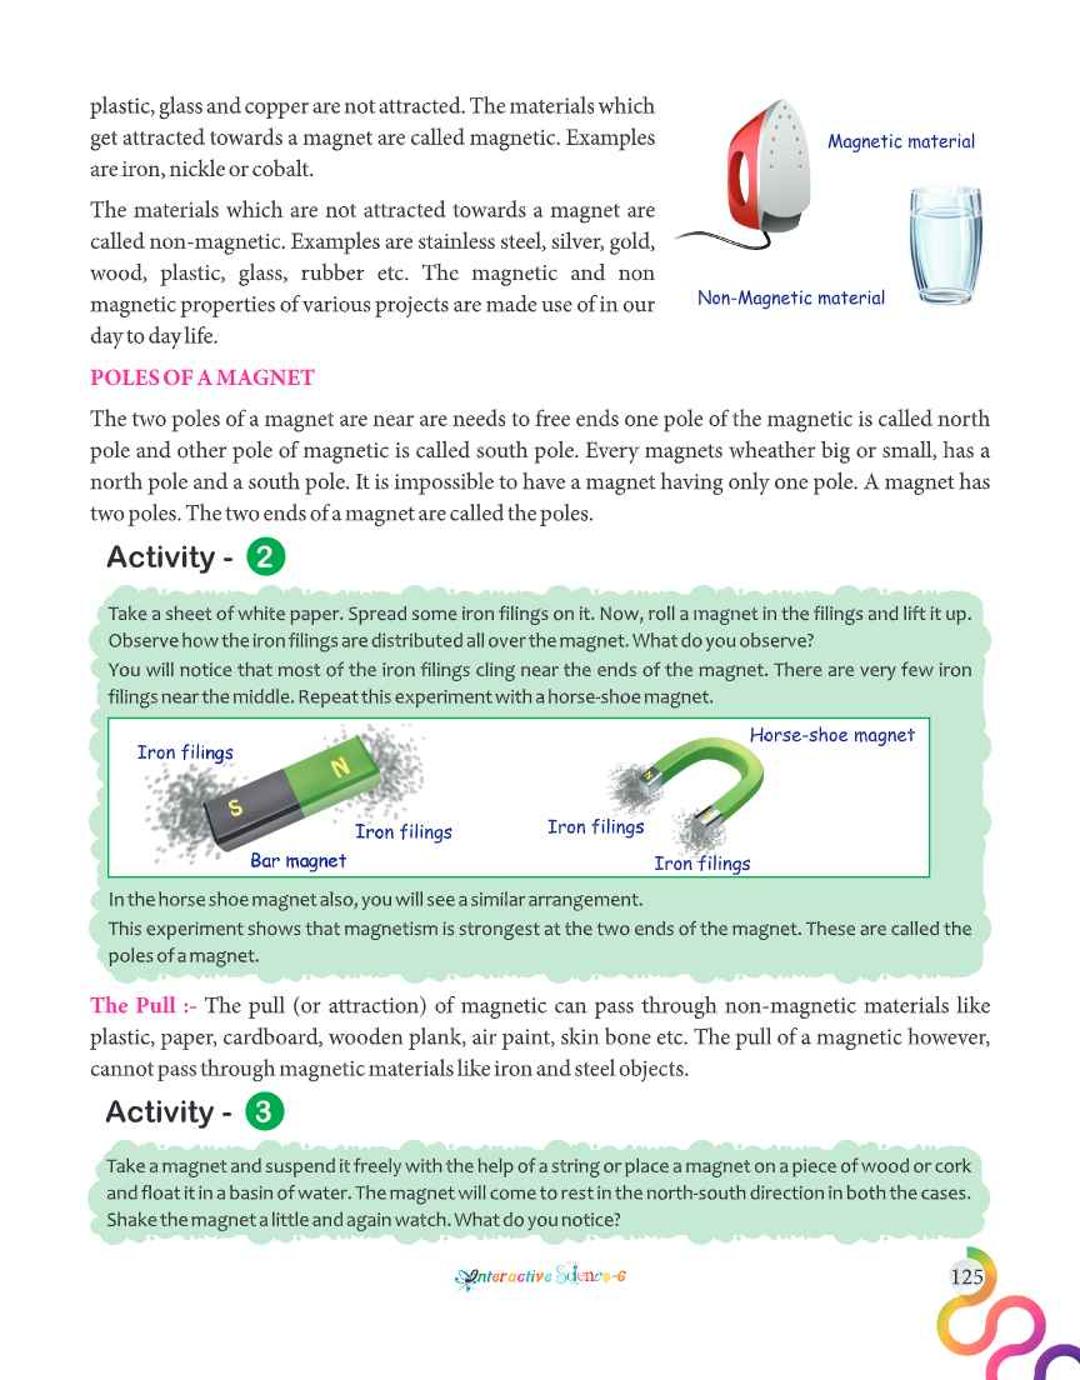 plastic, glass and copper are not attracted. The materials which
get attracted towards a magnet are called magnetic. Examples
are iron, nickle or cobalt.
Magnetic material
The materials which are not attracted towards a magnet are
called non-magnetic. Examples are stainless steel, silver, gold,
wood, plastic, glass, rubber etc. The magnetic and non
magnetic properties of various projects are made use of in our
day to day life.
Non-Magnetic material
POLES OF A MAGNET
The two poles of a magnet are near are needs to free ends one pole of the magnetic is called north
pole and other pole of magnetic is called south pole. Every magnets wheather big or small, has a
north pole and a south pole. It is impossible to have a magnet having only one pole. A magnet has
two poles. The two ends of a magnet are called the poles.
Activity - 2
Take a sheet of white paper. Spread some iron filings on it. Now, roll a magnet in the filings and lift it up.
Observe how the iron filings are distributed all over the magnet. What do you observe?
You will notice that most of the iron filings cling near the ends of the magnet. There are very few iron
filings near the middle. Repeat this experiment with a horse-shoe magnet.
Iron filings
N
S
Iron filings
Bar magnet
Horse-shoe magnet
N
Iron filings
Iron filings
In the horse shoe magnet also, you will see a similar arrangement.
This experiment shows that magnetism is strongest at the two ends of the magnet. These are called the
poles of a magnet.
The Pull :- The pull (or attraction) of magnetic can pass through non-magnetic materials like
plastic, paper, cardboard, wooden plank, air paint, skin bone etc. The pull of a magnetic however,
cannot pass through magnetic materials like iron and steel objects.
Activity - 3
Take a magnet and suspend it freely with the help of a string or place a magnet on a piece of wood or cork
and float it in a basin of water. The magnet will come to rest in the north-south direction in both the cases.
Shake the magnet a little and again watch. What do you notice?
Interactive Science-6
125